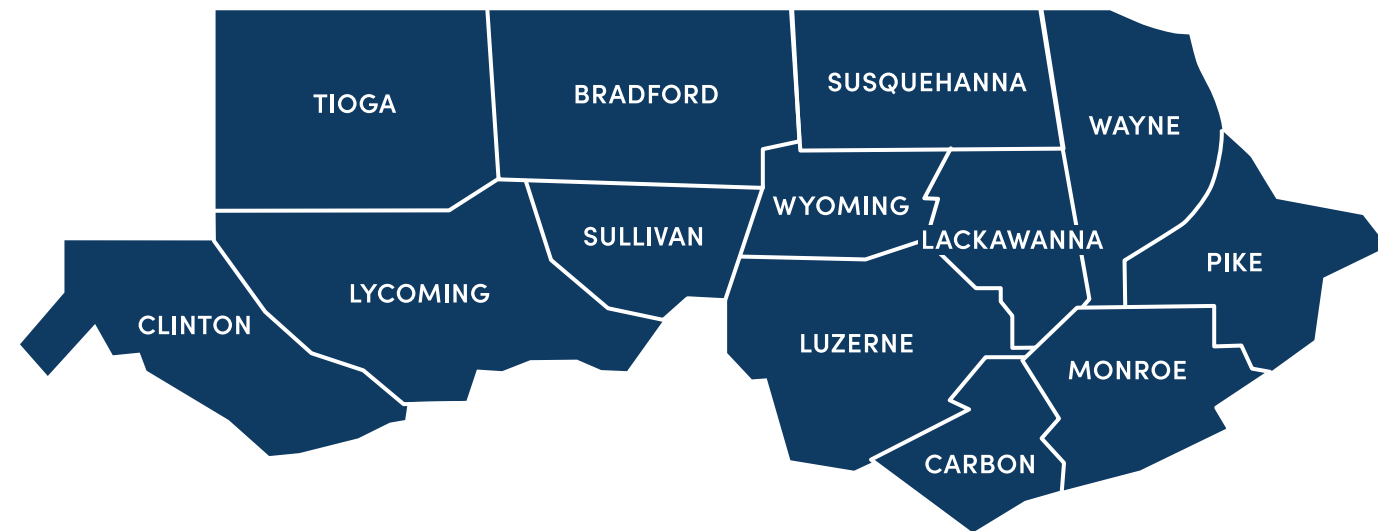 TIOGA
BRADFORD
SUSQUEHANNA
WAYNE
WYOMING
SULLIVAN
LACKAWANNA
PIKE
LYCOMING
CLINTON
LUZERNE
MONROE
CARBON